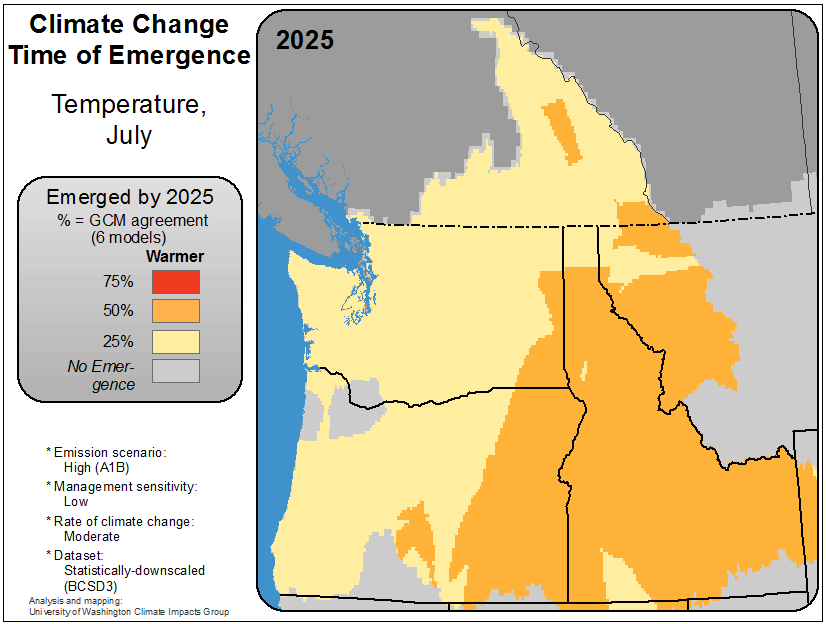 Climate Change
Time of Emergence
Temperature,
July
2025
Emerged by 2025
% = GCM agreement
(6 models)
Warmer
75%
50%
25%
No Emer-
gence
* Emission scenario:
High (A1B)
* Management sensitivity:
Low
* Rate of climate change:
Moderate
* Dataset:
Statistically-downscaled
(BCSD3)
Analysis and mapping:
University of Washington Climate Impacts Group